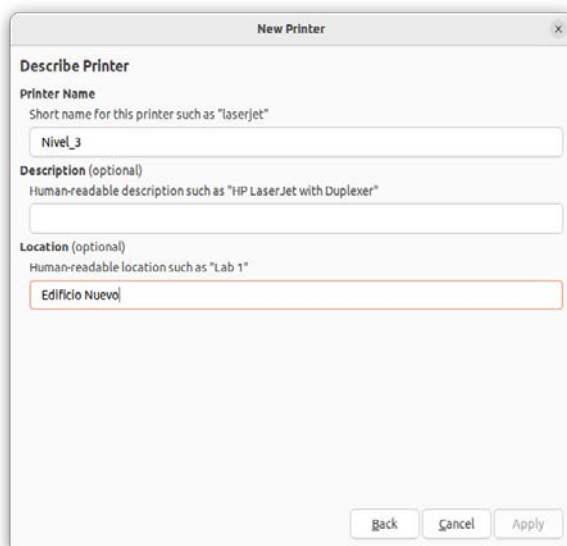 New Printer
Describe Printer
Printer Name
Short name for this printer such as "laserjet"
Nivel_3
Description (optional)
Human-readable description such as "HP LaserJet with Duplexer"
Location (optional)
Human-readable location such as "Lab 1"
Edificio Nuevo
Back Cancel Apply